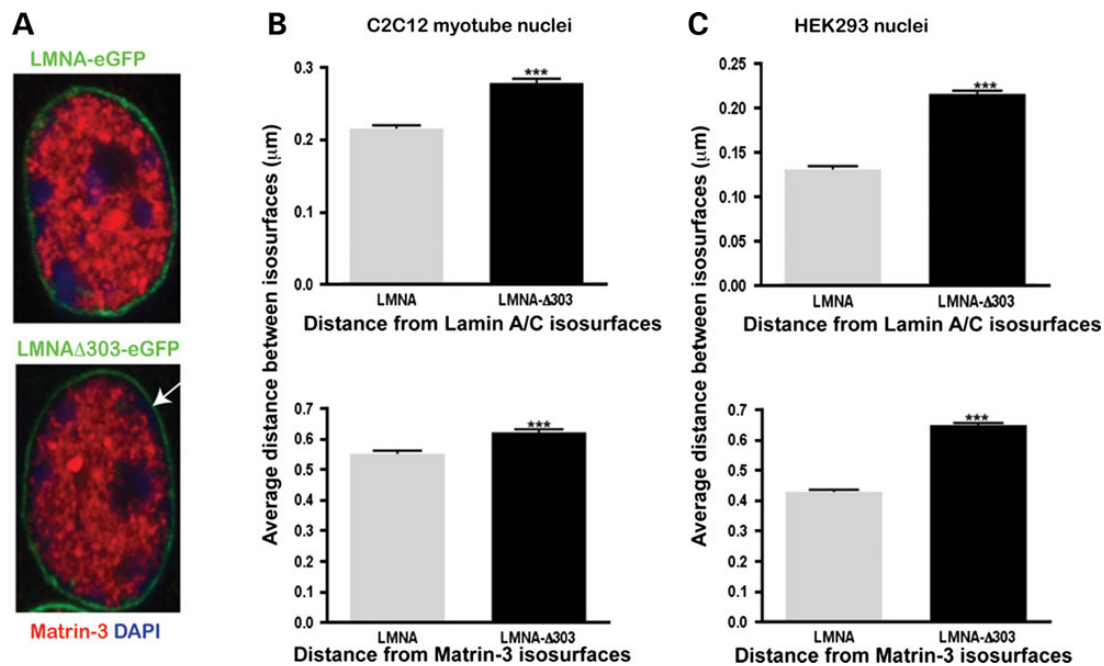 A
LMNA-eGFP
LMNAΔ303-eGFP
Matrin-3 DAPI
B
C2C12 myotube nuclei
Average distance between isosurfaces (μm)
0.3
***
0.2
0.1
0.0
LMNA
LMNA-Δ303
Distance from Lamin A/C isosurfaces
0.7
***
0.6
0.5
0.4
0.3
0.2
0.1
0.0
LMNA
LMNA-Δ303
Distance from Matrin-3 isosurfaces
C
HEK293 nuclei
Average distance between isosurfaces (μm)
0.25
***
0.20
0.15
0.10
0.05
0.00
LMNA
LMNA-Δ303
Distance from Lamin A/C isosurfaces
0.7
***
0.6
0.5
0.4
0.3
0.2
0.1
0.0
LMNA
LMNA-Δ303
Distance from Matrin-3 isosurfaces